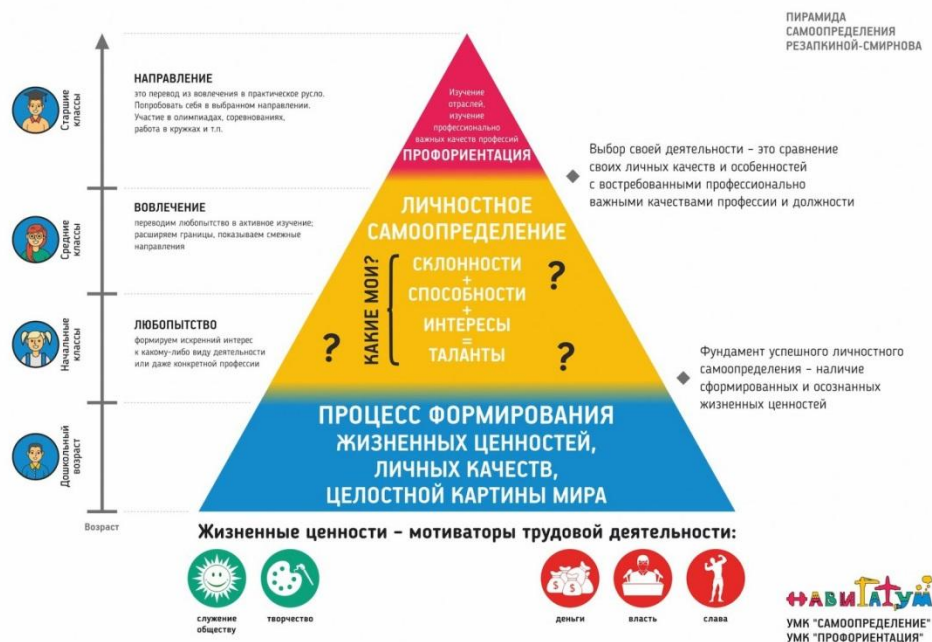 ПИРАМИДА
САМООПРЕДЕЛЕНИЯ
РЕЗАПКИНОЙ-СМИРНОВА
Старшие
классы
НАПРАВЛЕНИЕ
это перевод из вовлечения в практическое русло.
Попробовать себя в выбранном направлении.
Участие в олимпиадах, соревнованиях,
работа в кружках и т.п.
Изучение
отраслей,
изучение
профессионально
важных качеств профессий
ПРОФОРИЕНТАЦИЯ
Выбор своей деятельности – это сравнение
своих личных качеств и особенностей
с востребованными профессионально
важными качествами профессии и должности
Средние
классы
ВОВЛЕЧЕНИЕ
переводим любопытство в активное изучение;
расширяем границы, показываем смежные
направления
ЛИЧНОСТНОЕ
САМООПРЕДЕЛЕНИЕ
КАКИЕ МОИ?
СКЛОННОСТИ
+
СПОСОБНОСТИ
+
ИНТЕРЕСЫ
=
ТАЛАНТЫ
?
?
?
Начальные
классы
ЛЮБОПЫТСТВО
формируем искренний интерес
к какому-либо виду деятельности
или даже конкретной профессии
Фундамент успешного личностного
самоопределения – наличие
сформированных и осознанных
жизненных ценностей
Дошкольный
возраст
ПРОЦЕСС ФОРМИРОВАНИЯ
ЖИЗНЕННЫХ ЦЕННОСТЕЙ,
ЛИЧНЫХ КАЧЕСТВ,
ЦЕЛОСТНОЙ КАРТИНЫ МИРА
Возраст
Жизненные ценности – мотиваторы трудовой деятельности:
$ $
служение
обществу
творчество
деньги
власть
слава
НАВИГАТУМ
УМК "САМООПРЕДЕЛЕНИЕ"
УМК "ПРОФОРИЕНТАЦИЯ"